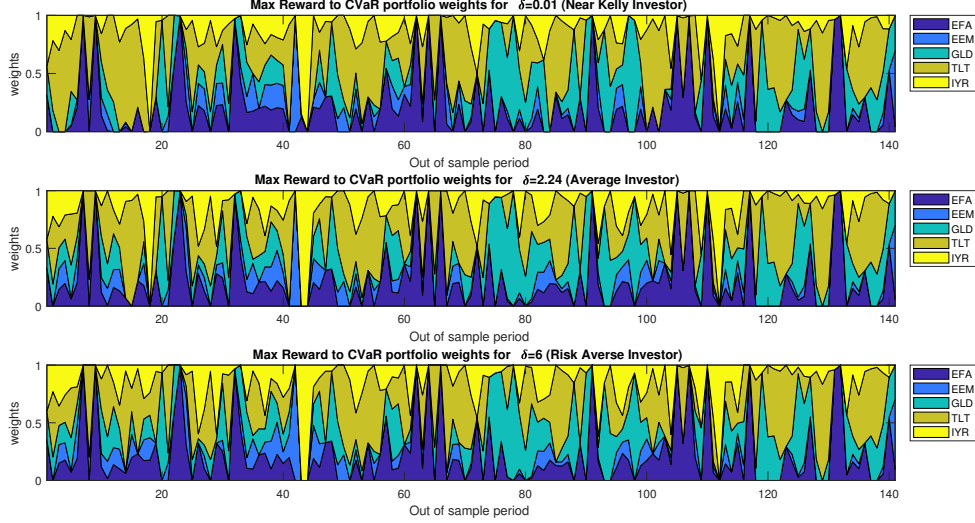 Max Reward to CVaR portfolio weights for δ=0.01 (Near Kelly Investor)
1
0.5
0
weights
20
40
60
80
100
120
140
Out of sample period
EFA
EEM
GLD
TLT
IYR
Max Reward to CVaR portfolio weights for δ=2.24 (Average Investor)
1
0.5
0
weights
20
40
60
80
100
120
140
Out of sample period
EFA
EEM
GLD
TLT
IYR
Max Reward to CVaR portfolio weights for δ=6 (Risk Averse Investor)
1
0.5
0
weights
20
40
60
80
100
120
140
Out of sample period
EFA
EEM
GLD
TLT
IYR